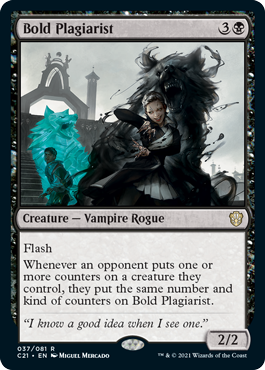 Bold Plagiarist 3
Creature — Vampire Rogue
Flash
Whenever an opponent puts one or
more counters on a creature they
control, they put the same number and
kind of counters on Bold Plagiarist.
“I know a good idea when I see one.”
2/2
037/081 R
C21 • EN Miguel Mercado
™ & © 2021 Wizards of the Coast